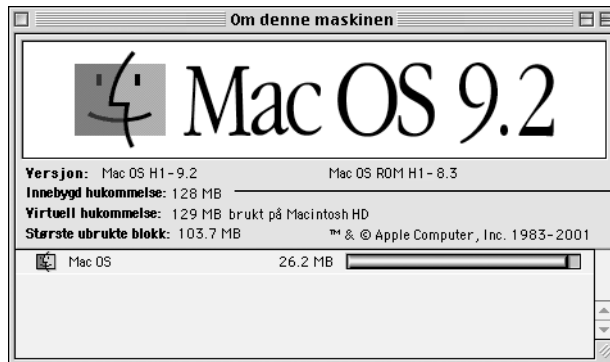 Om denne maskinen
Mac OS 9.2
Versjon: Mac OS H1-9.2 Mac OS ROM H1-8.3
Innebygd hukommelse: 128 MB
Virtuell hukommelse: 129 MB brukt på Macintosh HD
Største ubrukte blokk: 103.7 MB ™ & © Apple Computer, Inc. 1983-2001
Mac OS 26.2 MB